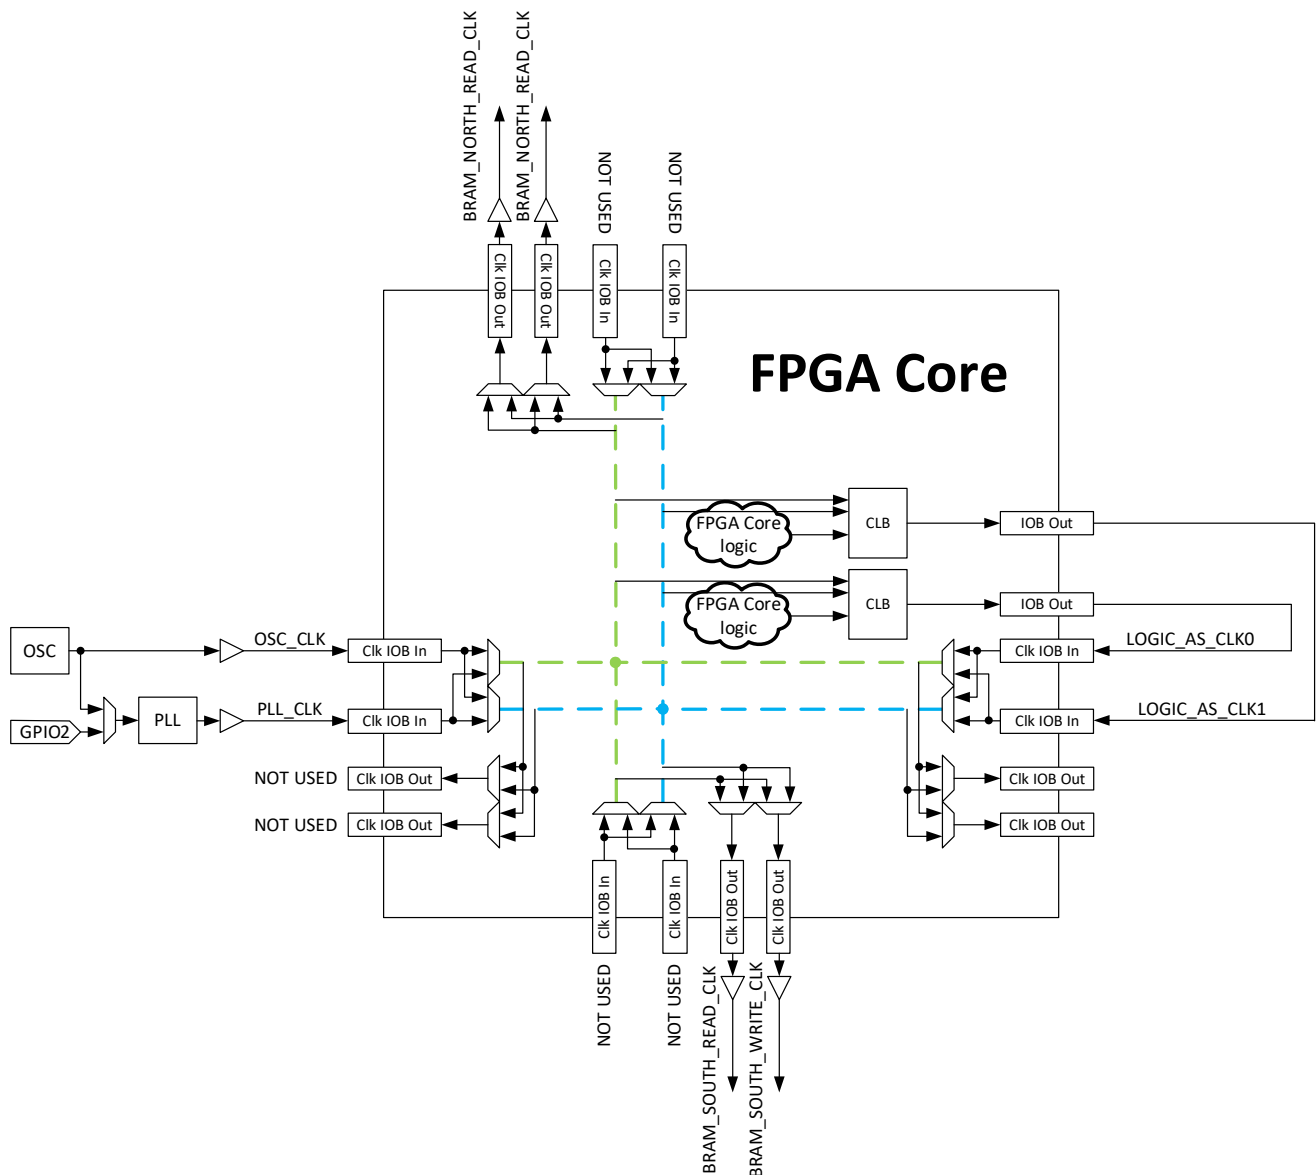 BRAM_NORTH_READ_CLK
BRAM_NORTH_READ_CLK
NOT USED
NOT USED
Clk IOB Out
Clk IOB Out
Clk IOB In
Clk IOB In
FPGA Core
FPGA Core
logic
CLB
IOB Out
FPGA Core
logic
CLB
IOB Out
OSC
OSC_CLK
Clk IOB In
Clk IOB In
LOGIC_AS_CLK0
GPIO2
PLL
PLL_CLK
Clk IOB In
Clk IOB In
LOGIC_AS_CLK1
NOT USED
Clk IOB Out
Clk IOB Out
NOT USED
Clk IOB Out
Clk IOB Out
Clk IOB In
Clk IOB In
Clk IOB Out
Clk IOB Out
NOT USED
NOT USED
BRAM_SOUTH_READ_CLK
BRAM_SOUTH_WRITE_CLK